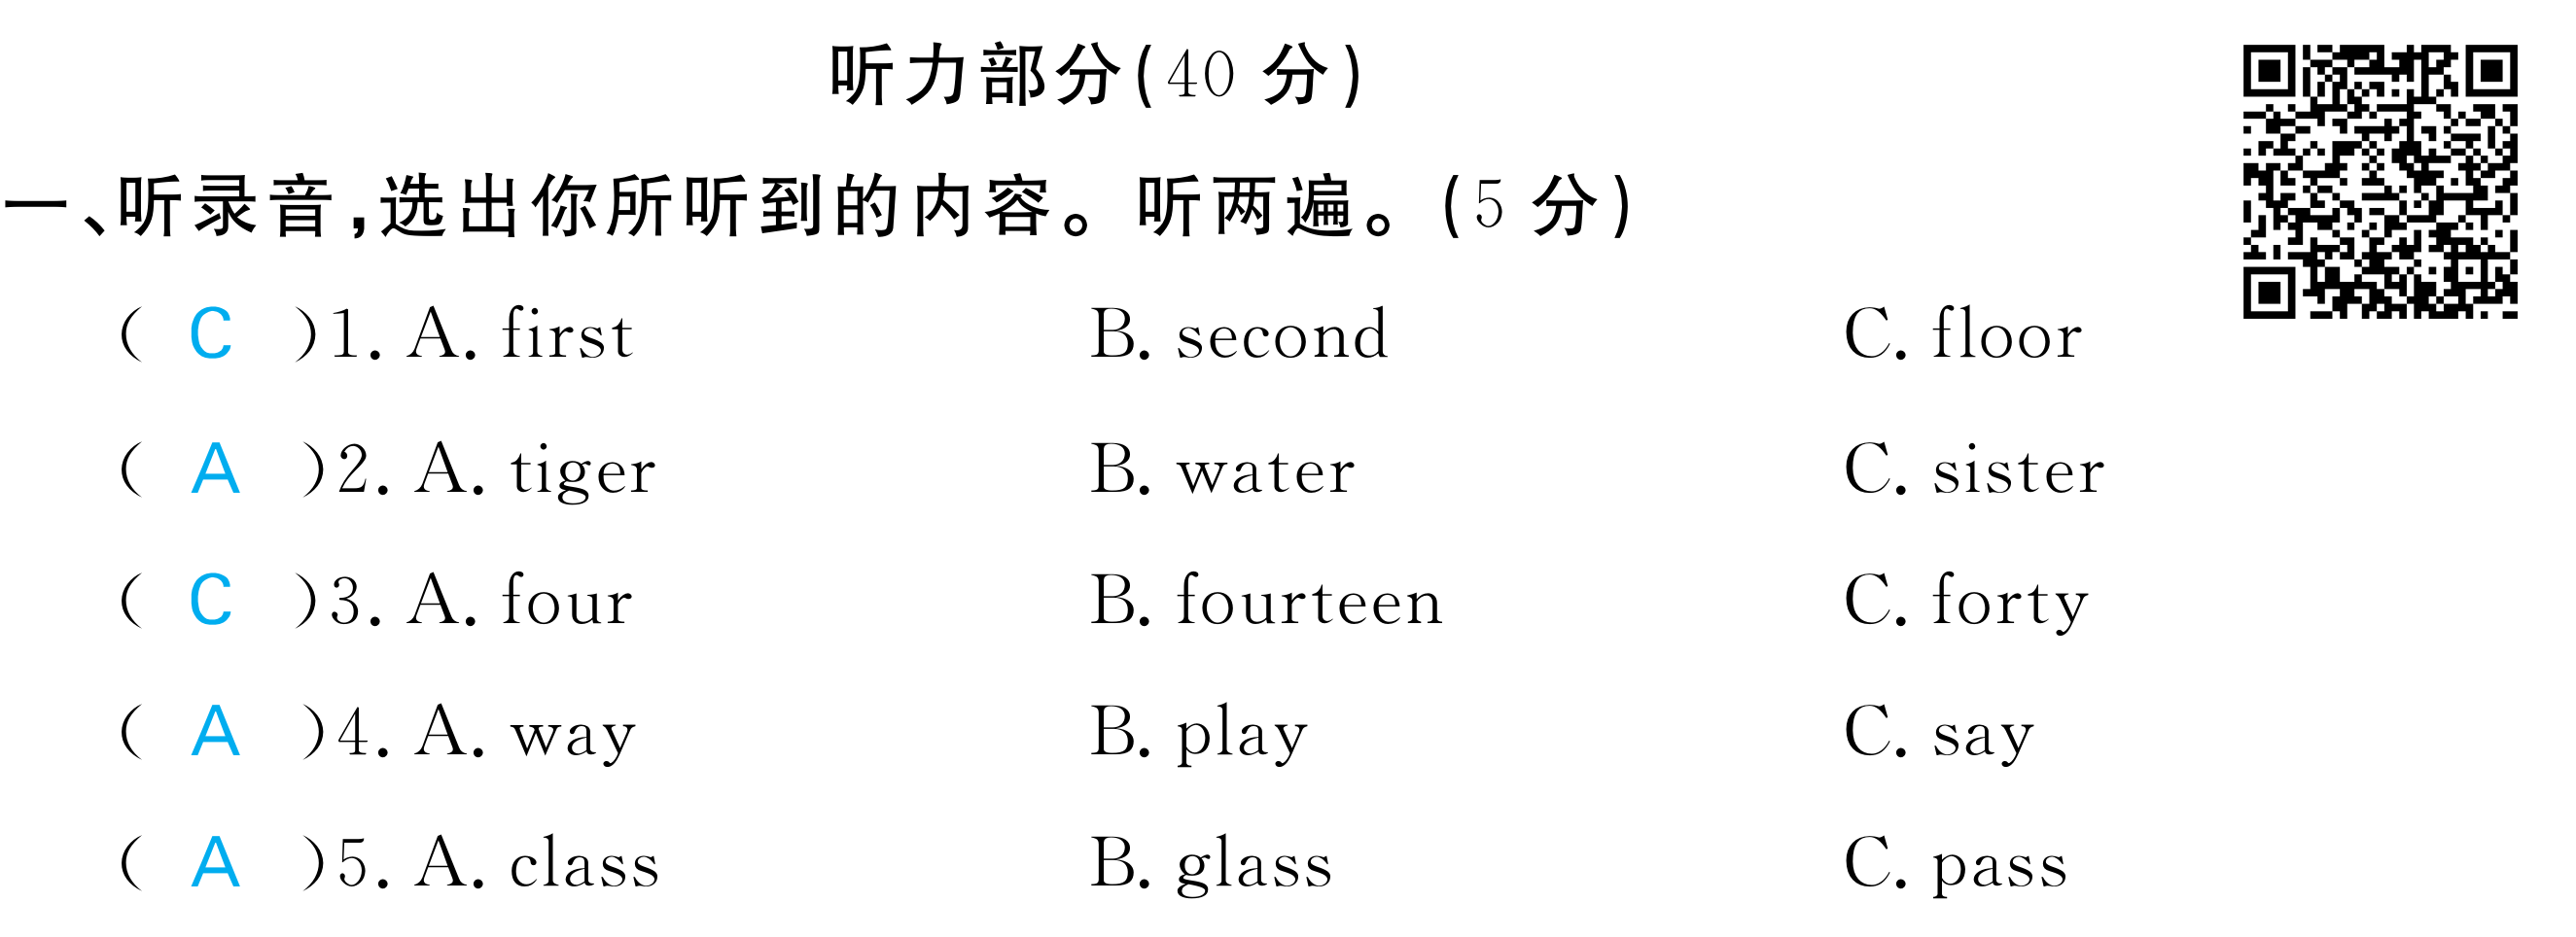 听力部分(40 分)
一、听录音,选出你所听到的内容。听两遍。(5 分)
( C )1. A. first B. second C. floor
( A )2. A. tiger B. water C. sister
( C )3. A. four B. fourteen C. forty
( A )4. A. way B. play C. say
( A )5. A. class B. glass C. pass